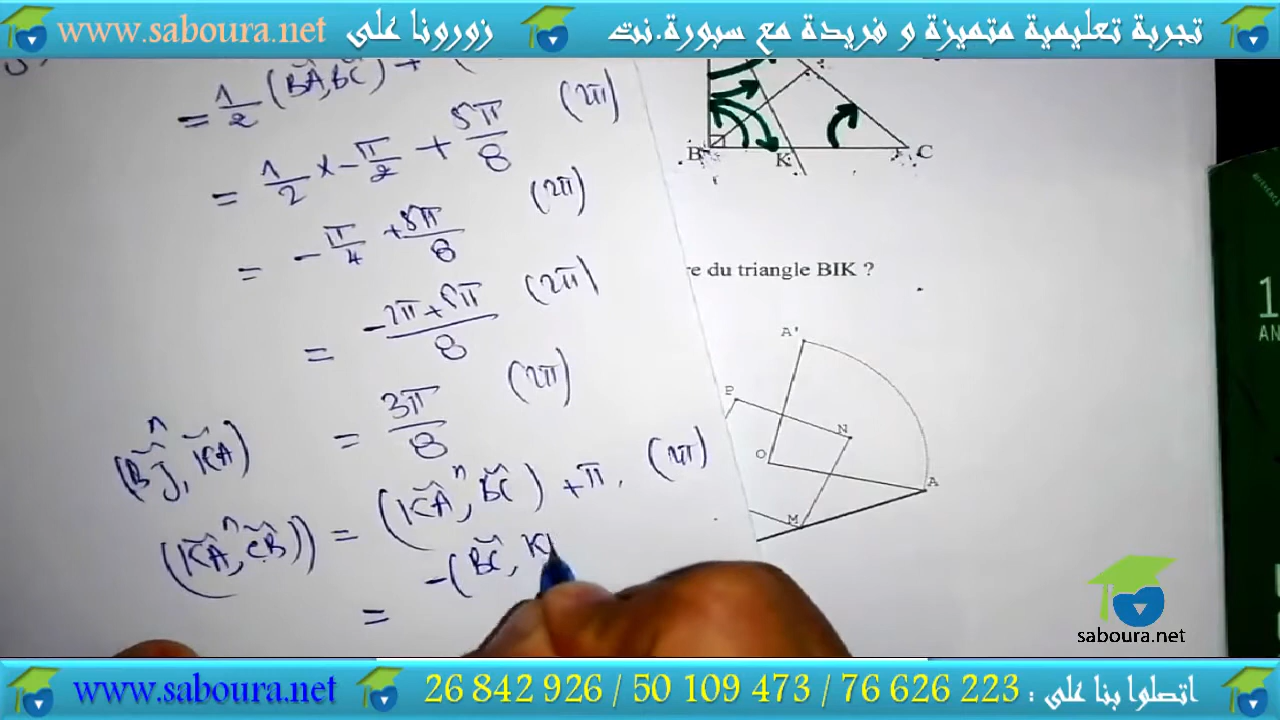 تجربة تعليمية متميزة و فريدة مع سبورة.نت زورونا على www.saboura.net
= 1/2 (BA, BC) +
= 1/2 × -π/2 + 5π/8 (2π)
= -π/4 + 5π/8 (2π)
= (-2π + 5π)/8 (2π)
= 3π/8 (2π)
(BJ, KA)
(KA, CB)) = (KA, BC) + π. (2π)
= -(BC, K
B K C
re du triangle BIK ?
A'
P
N
O
A
M
1
AN
saboura.net
اتصلوا بنا على : 26 842 926 / 50 109 473 / 76 626 223 www.saboura.net